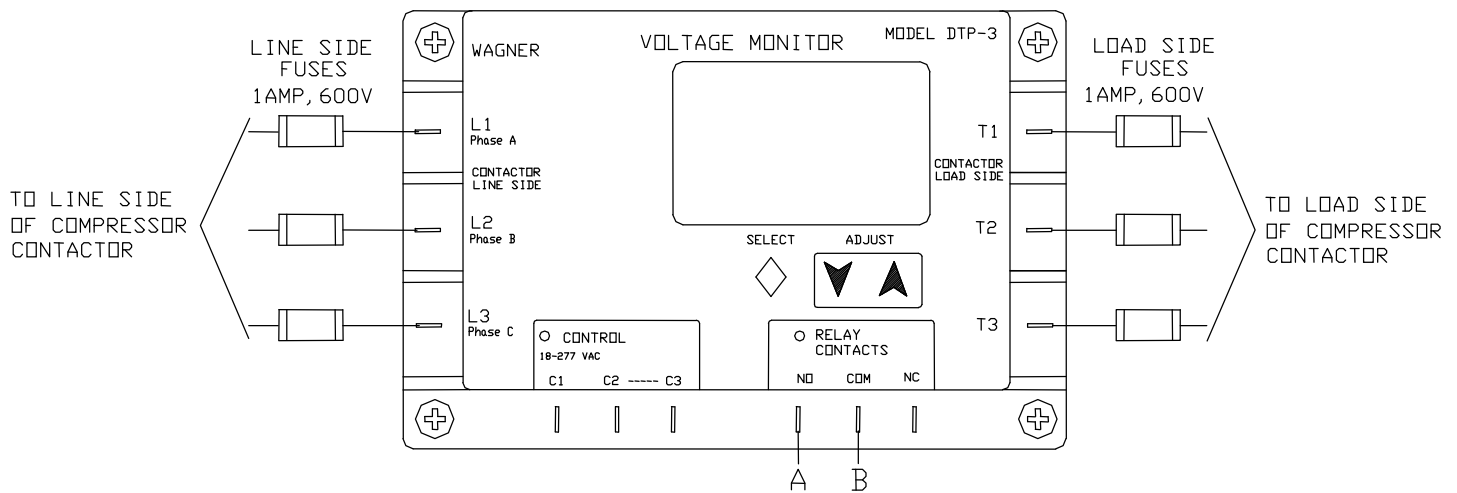 WAGNER
VOLTAGE MONITOR
MODEL DTP-3
LINE SIDE
FUSES
1AMP, 600V
LOAD SIDE
FUSES
1AMP, 600V
L1
Phase A
CONTACTOR
LINE SIDE
L2
Phase B
L3
Phase C
TO LINE SIDE
OF COMPRESSOR
CONTACTOR
T1
CONTACTOR
LOAD SIDE
T2
T3
TO LOAD SIDE
OF COMPRESSOR
CONTACTOR
SELECT
ADJUST
CONTROL
18-277 VAC
C1 C2 ----- C3
RELAY
CONTACTS
NO COM NC
A B